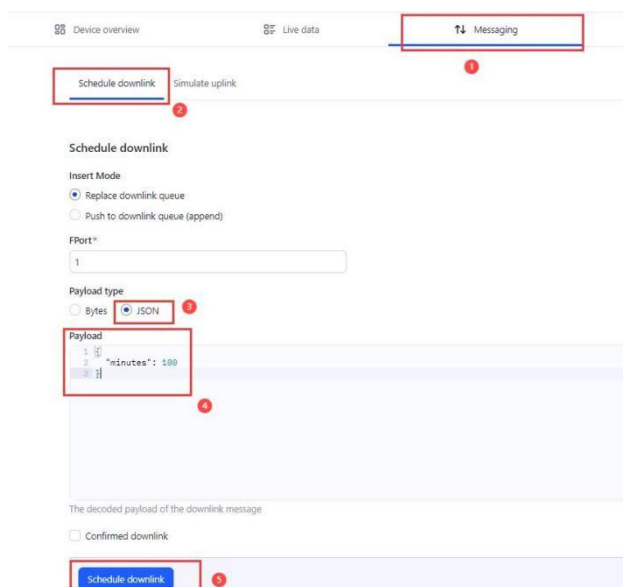 Device overview
Live data
Messaging
1
Schedule downlink
Simulate uplink
2
Schedule downlink
Insert Mode
Replace downlink queue
Push to downlink queue (append)
FPort*
1
Payload type
Bytes
JSON
3
Payload
1 {
2 "minutes": 100
3 }
4
The decoded payload of the downlink message
Confirmed downlink
Schedule downlink
5